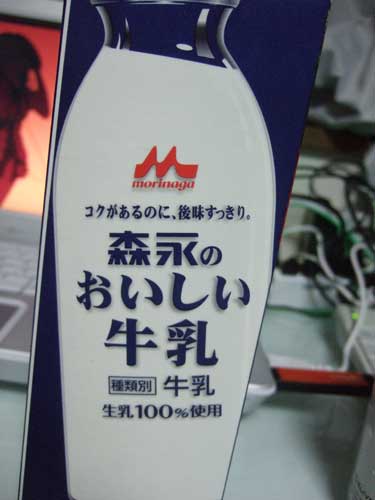 morinaga
コクがあるのに、後味すっきり。
森永の
おいしい
牛乳
種類別 牛乳
生乳100%使用